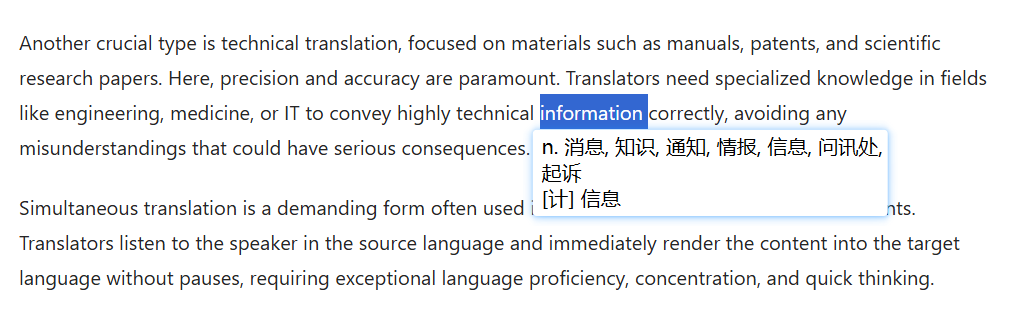 Another crucial type is technical translation, focused on materials such as manuals, patents, and scientific
research papers. Here, precision and accuracy are paramount. Translators need specialized knowledge in fields
like engineering, medicine, or IT to convey highly technical information correctly, avoiding any
misunderstandings that could have serious consequences.
n. 消息, 知识, 通知, 情报, 信息, 问讯处,
起诉
[计] 信息
Simultaneous translation is a demanding form often used
Translators listen to the speaker in the source language and immediately render the content into the target
language without pauses, requiring exceptional language proficiency, concentration, and quick thinking.